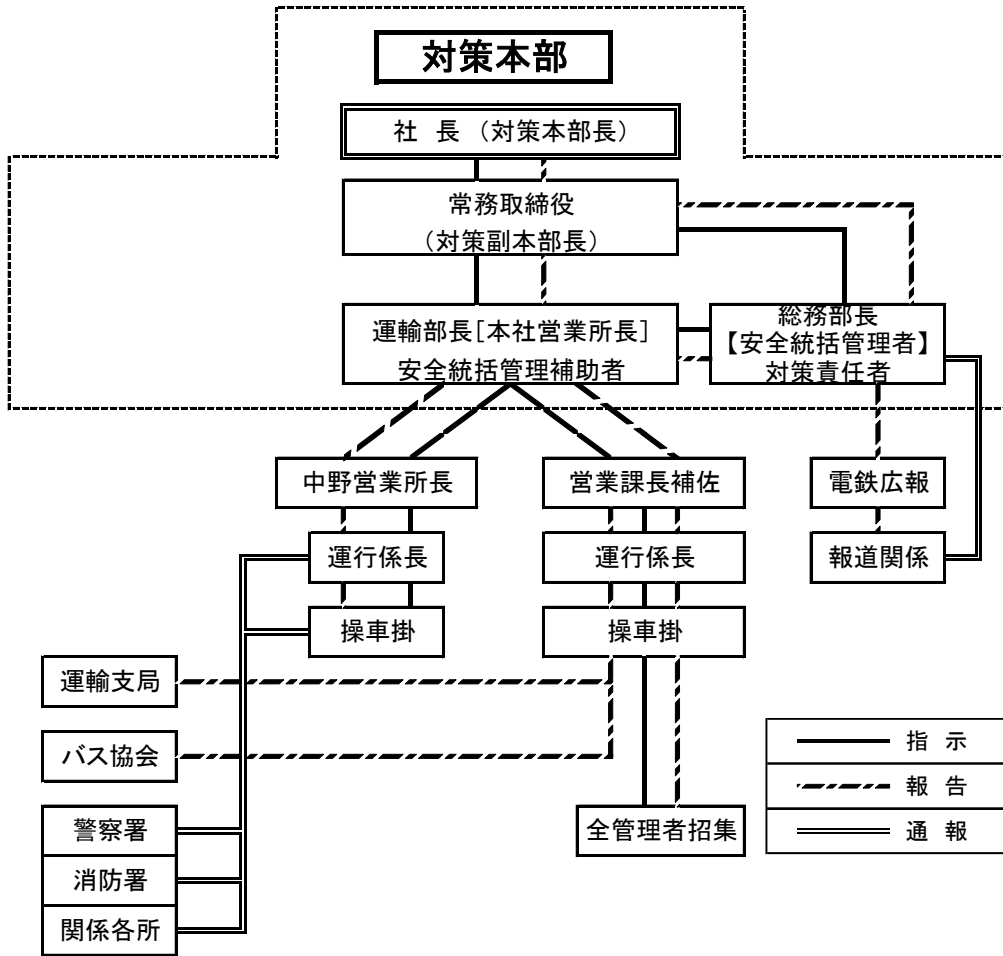 対策本部
社 長 (対策本部長)
常務取締役
(対策副本部長)
運輸部長[本社営業所長]
安全統括管理補助者
総務部長
【安全統括管理者】
対策責任者
中野営業所長
営業課長補佐
電鉄広報
運行係長
運行係長
報道関係
操車掛
操車掛
運輸支局
バス協会
警察署
消防署
関係各所
全管理者招集
指 示
報 告
通 報